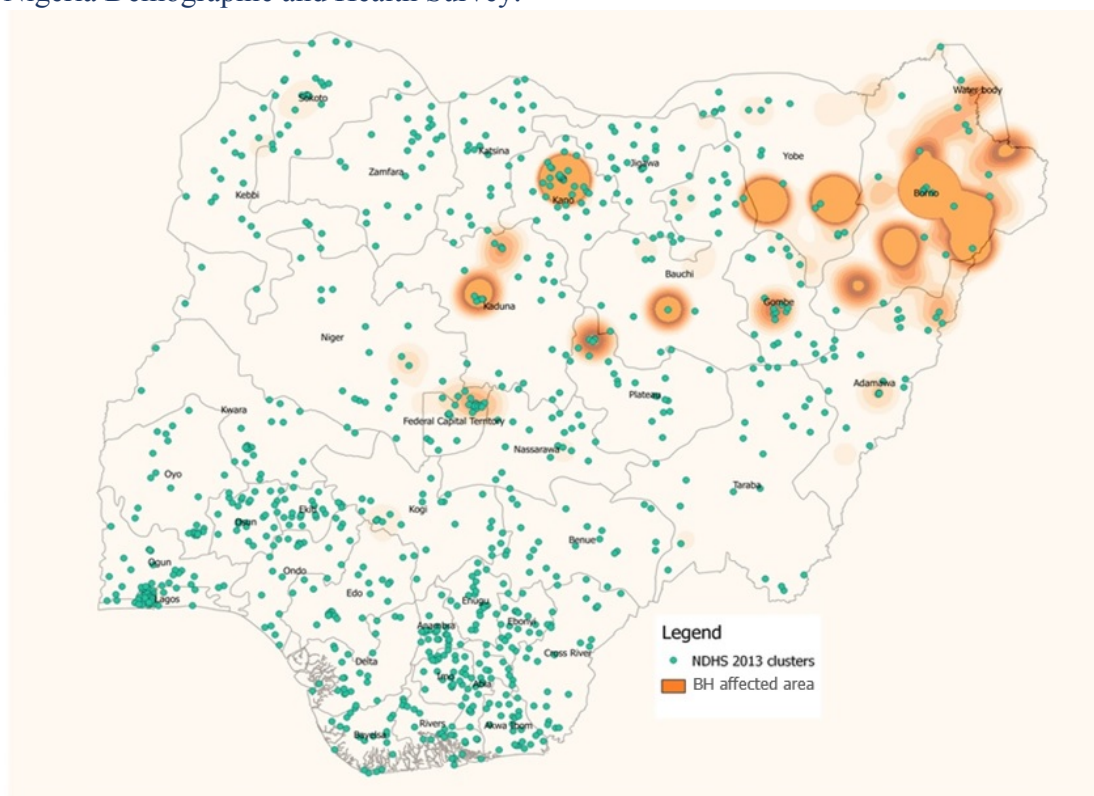 Nigeria Demographic and Health Survey.
Water body
Sokoto
Katsina
Yobe
Jigawa
Zamfara
Kebbi
Kano
Borno
Bauchi
Kaduna
Gombe
Niger
Adamawa
Plateau
Kwara
Federal Capital Territory
Nassarawa
Oyo
Taraba
Kogi
Ekiti
Osun
Benue
Ogun
Ondo
Edo
Lagos
Enugu
Ebonyi
Anambra
Legend
Cross River
NDHS 2013 clusters
Delta
Imo
Abia
BH affected area
Rivers
Akwa Ibom
Bayelsa